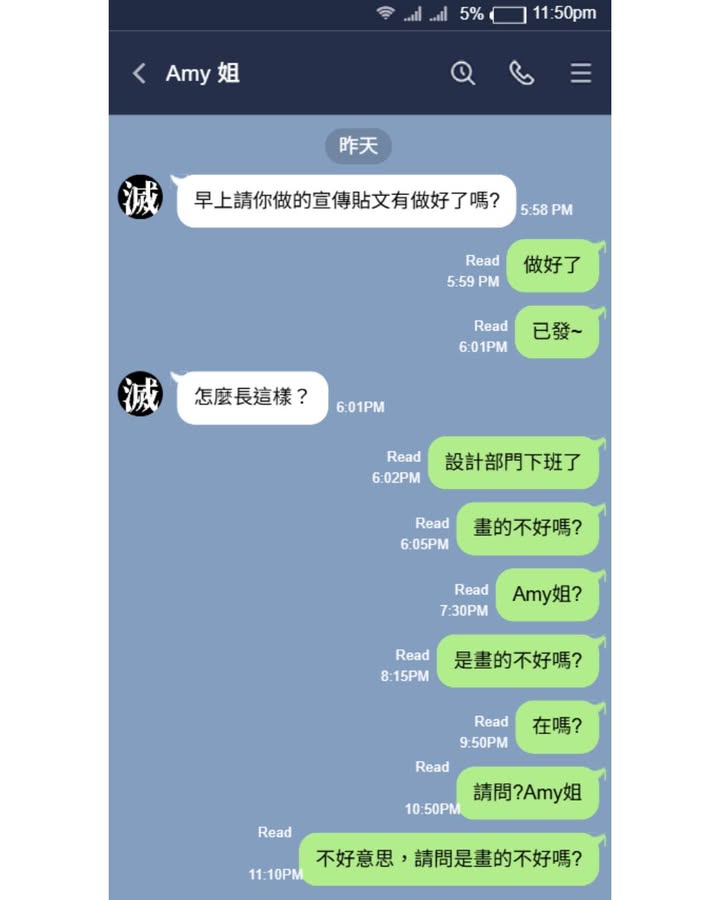 5% 11:50pm
Amy 姐
昨天
滅 早上請你做的宣傳貼文有做好了嗎? 5:58 PM
Read
5:59 PM 做好了
Read
6:01PM 已發~
滅 怎麼長這樣？ 6:01PM
Read
6:02PM 設計部門下班了
Read
6:05PM 畫的不好嗎?
Read
7:30PM Amy姐?
Read
8:15PM 是畫的不好嗎?
Read
9:50PM 在嗎?
Read
10:50PM 請問?Amy姐
Read
11:10PM 不好意思，請問是畫的不好嗎?